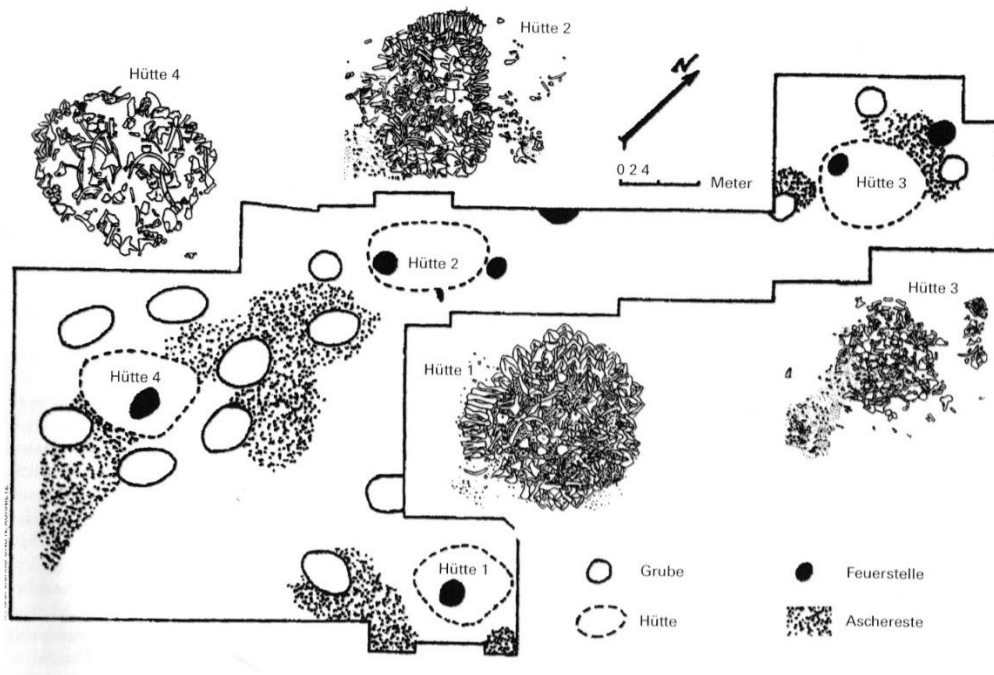 Hütte 2
Hütte 4
N
0 2 4
Meter
Hütte 3
Hütte 2
Hütte 3
Hütte 4
Hütte 1
Hütte 1
Grube
Feuerstelle
Hütte
Aschereste